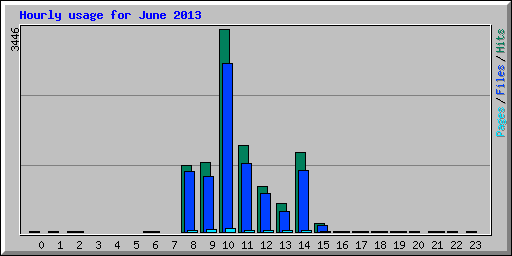 Hourly usage for June 2013
3446
Pages/Files/Hits
0 1 2 3 4 5 6 7 8 9 10 11 12 13 14 15 16 17 18 19 20 21 22 23